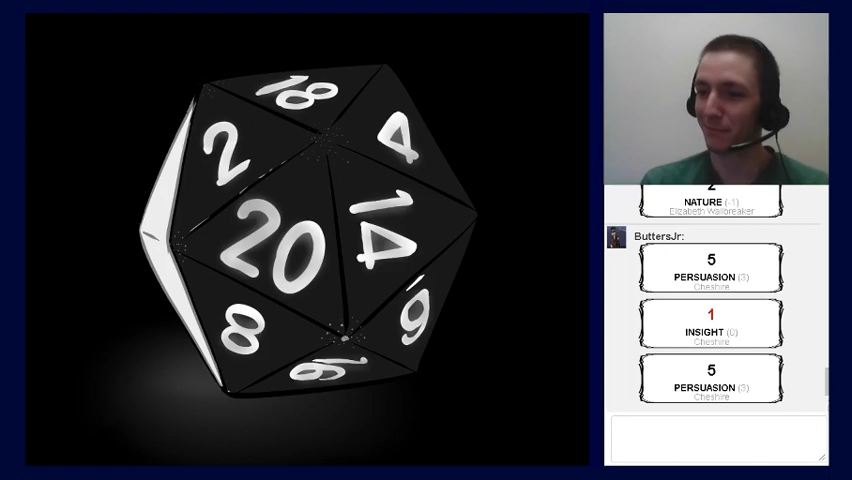 18
2
4
20
14
8
9
16
2
NATURE (-1)
Elizabeth Wailbreaker
ButtersJr:
5
PERSUASION (3)
Cheshire
1
INSIGHT (0)
Cheshire
5
PERSUASION (3)
Cheshire